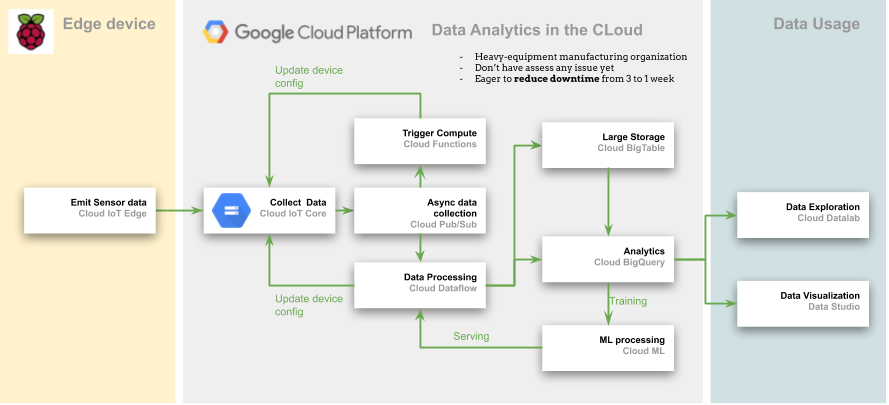 Edge device
Google Cloud Platform
Data Analytics in the CLoud
Data Usage
- Heavy-equipment manufacturing organization
- Don't have assess any issue yet
- Eager to reduce downtime from 3 to 1 week
Update device
config
Trigger Compute
Cloud Functions
Large Storage
Cloud BigTable
Emit Sensor data
Cloud IoT Edge
Collect Data
Cloud IoT Core
Async data
collection
Cloud Pub/Sub
Data Exploration
Cloud Datalab
Analytics
Cloud BigQuery
Data Processing
Cloud Dataflow
Update device
config
Training
Data Visualization
Data Studio
Serving
ML processing
Cloud ML